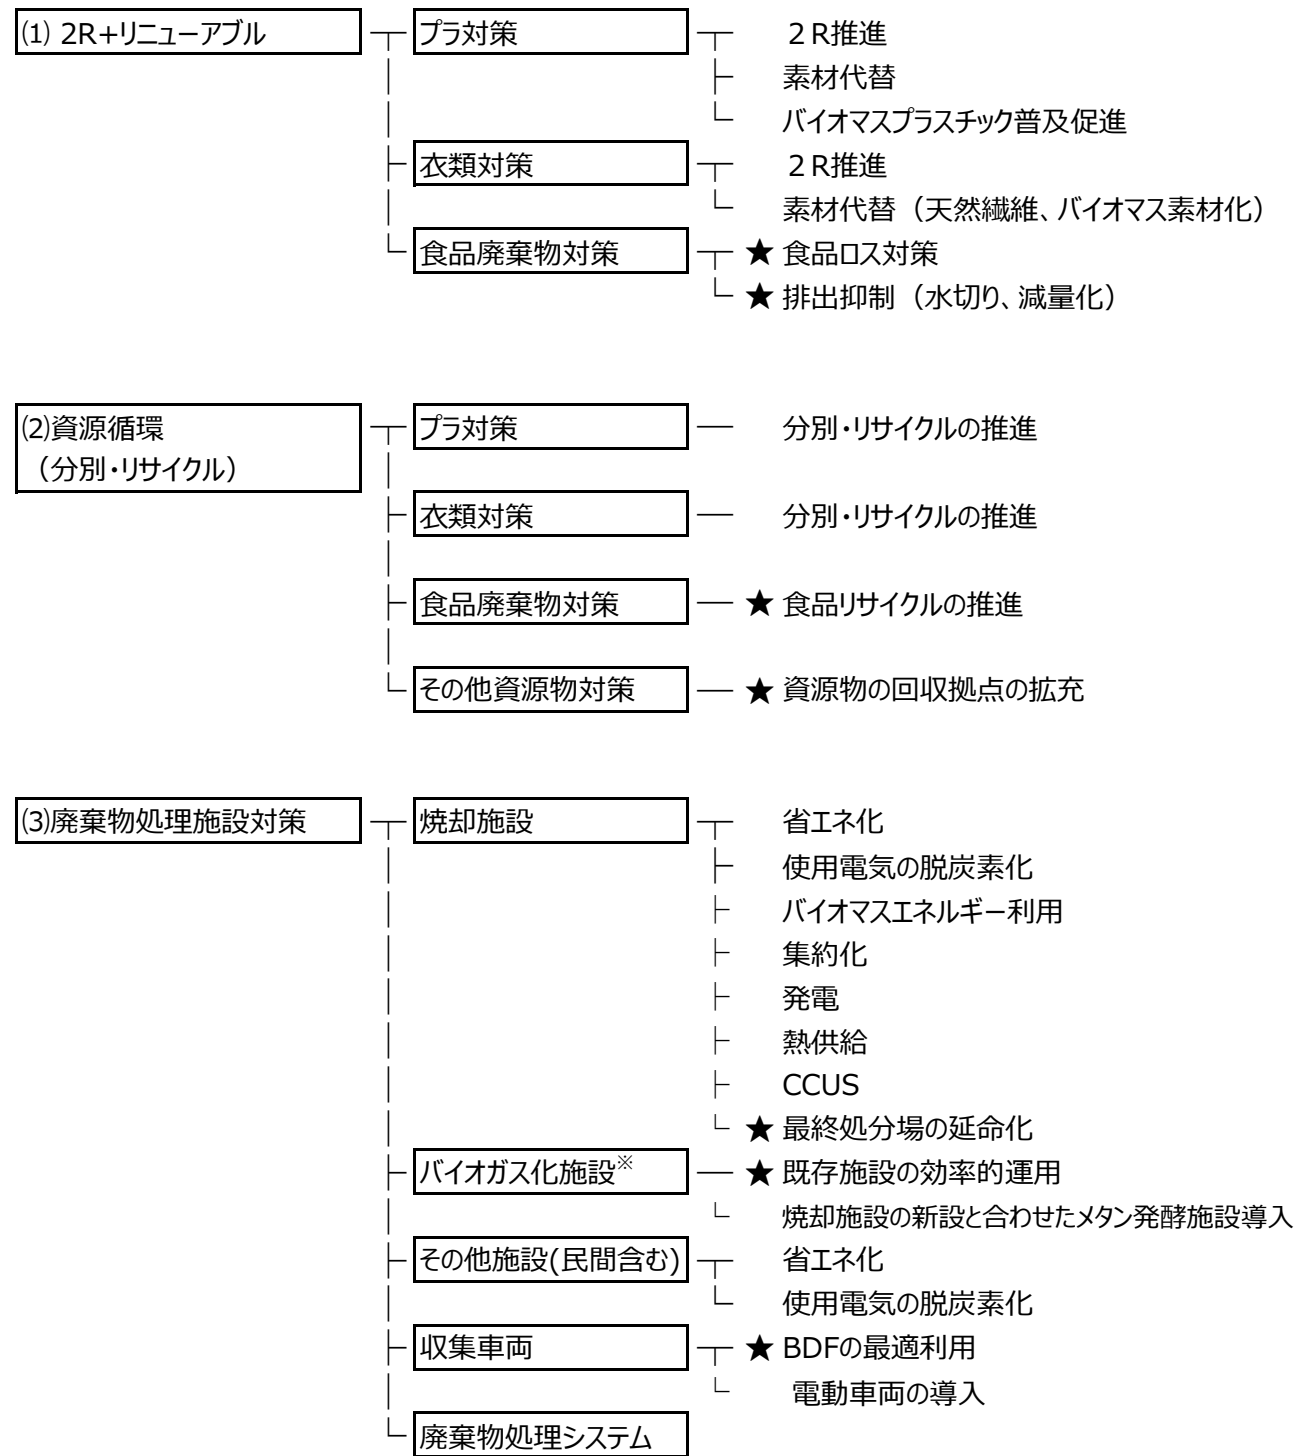 ⑴ 2R+リニューアブル プラ対策 ２R推進
素材代替
バイオマスプラスチック普及促進
衣類対策 ２R推進
素材代替（天然繊維、バイオマス素材化）
食品廃棄物対策 ★ 食品ロス対策
★ 排出抑制（水切り、減量化）
⑵資源循環 プラ対策 分別・リサイクルの推進
（分別・リサイクル）
衣類対策 分別・リサイクルの推進
食品廃棄物対策 ★ 食品リサイクルの推進
その他資源物対策 ★ 資源物の回収拠点の拡充
⑶廃棄物処理施設対策 焼却施設 省エネ化
使用電気の脱炭素化
バイオマスエネルギー利用
集約化
発電
熱供給
CCUS
★ 最終処分場の延命化
バイオガス化施設※ ★ 既存施設の効率的運用
焼却施設の新設と合わせたメタン発酵施設導入
その他施設(民間含む) 省エネ化
使用電気の脱炭素化
収集車両 ★ BDFの最適利用
電動車両の導入
廃棄物処理システム